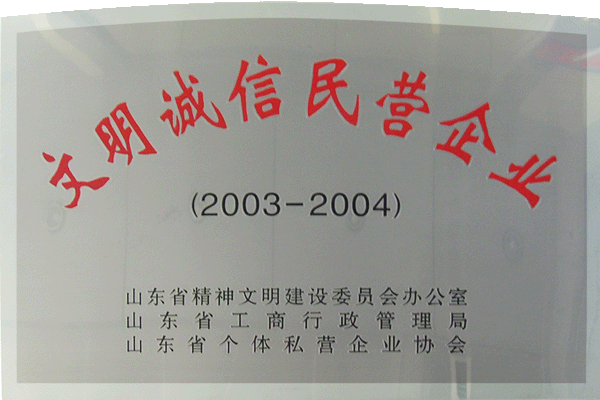 文明诚信民营企业
(2003-2004)
山东省精神文明建设委员会办公室
山东省工商行政管理局
山东省个体私营企业协会